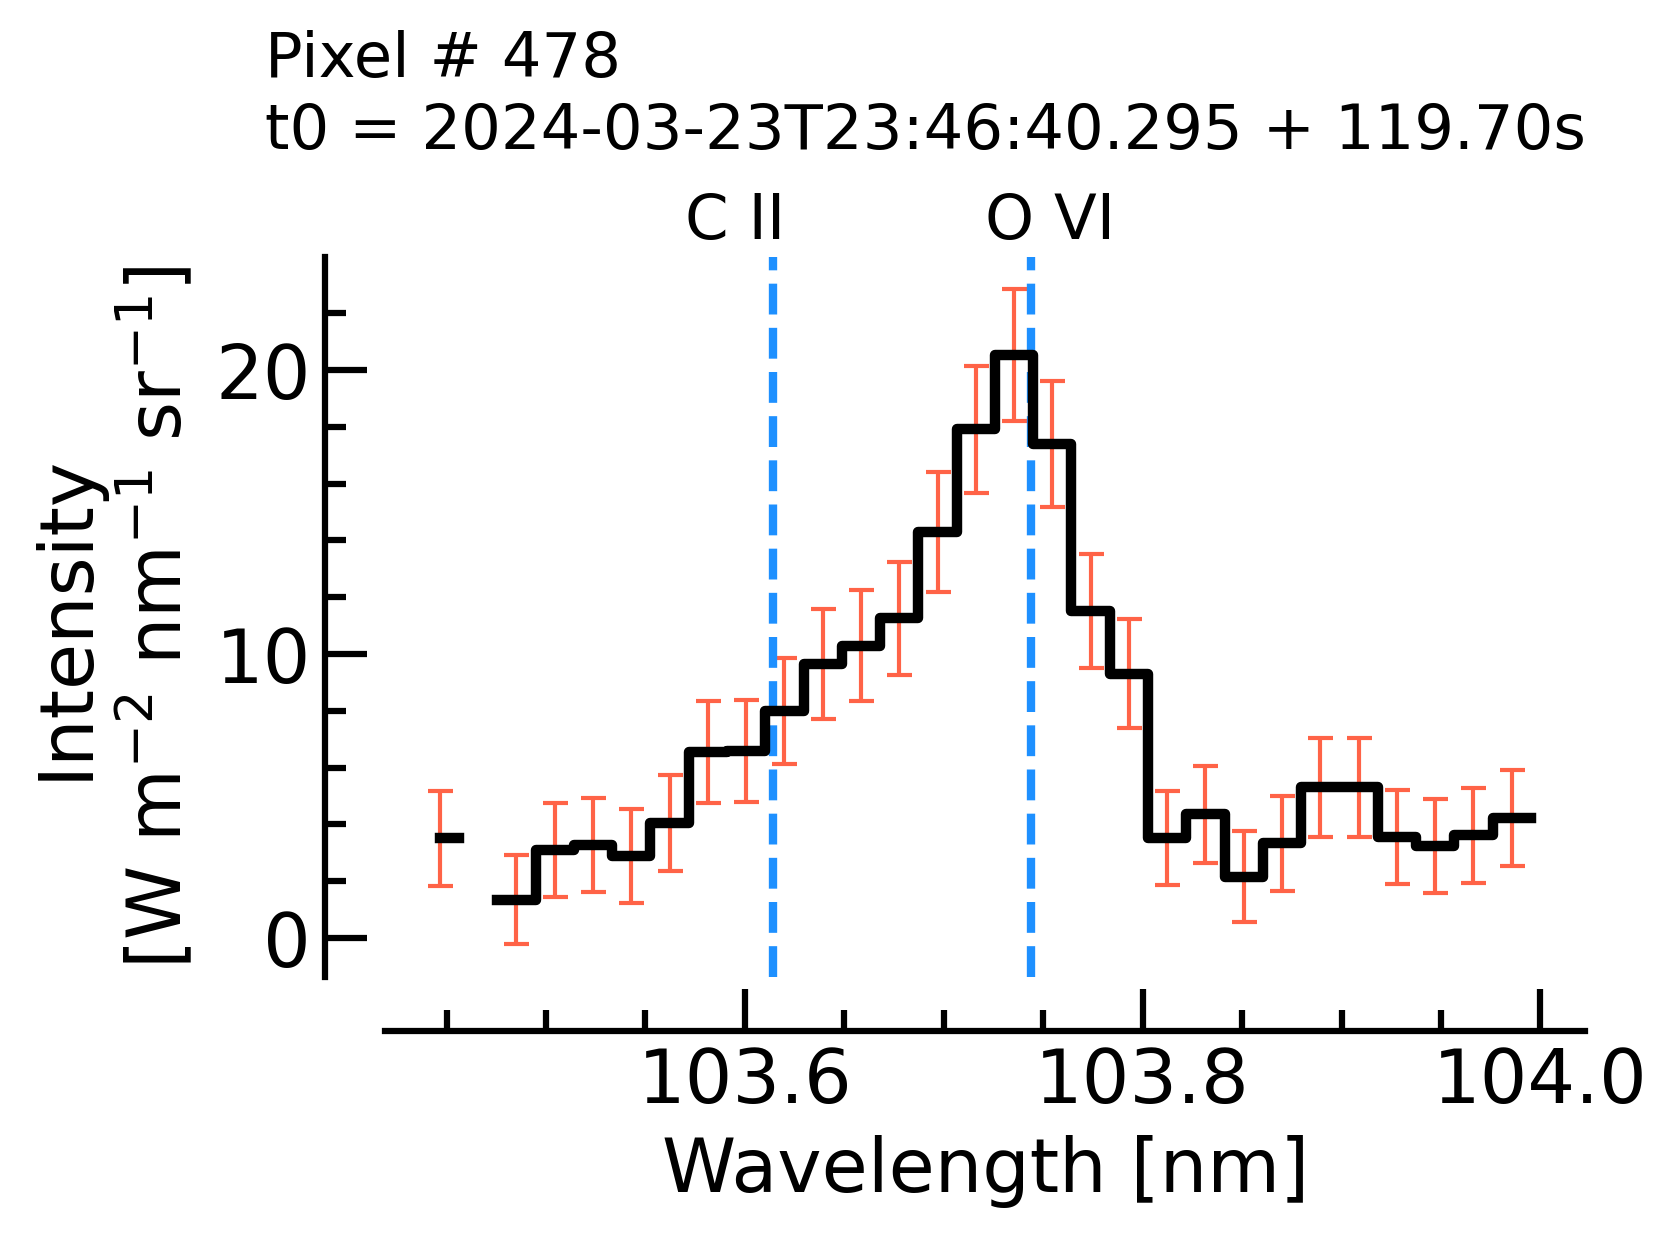 Pixel # 478
t0 = 2024-03-23T23:46:40.295 + 119.70s
C II O VI
Intensity
[W m⁻² nm⁻¹ sr⁻¹]
20
10
0
103.6 103.8 104.0
Wavelength [nm]